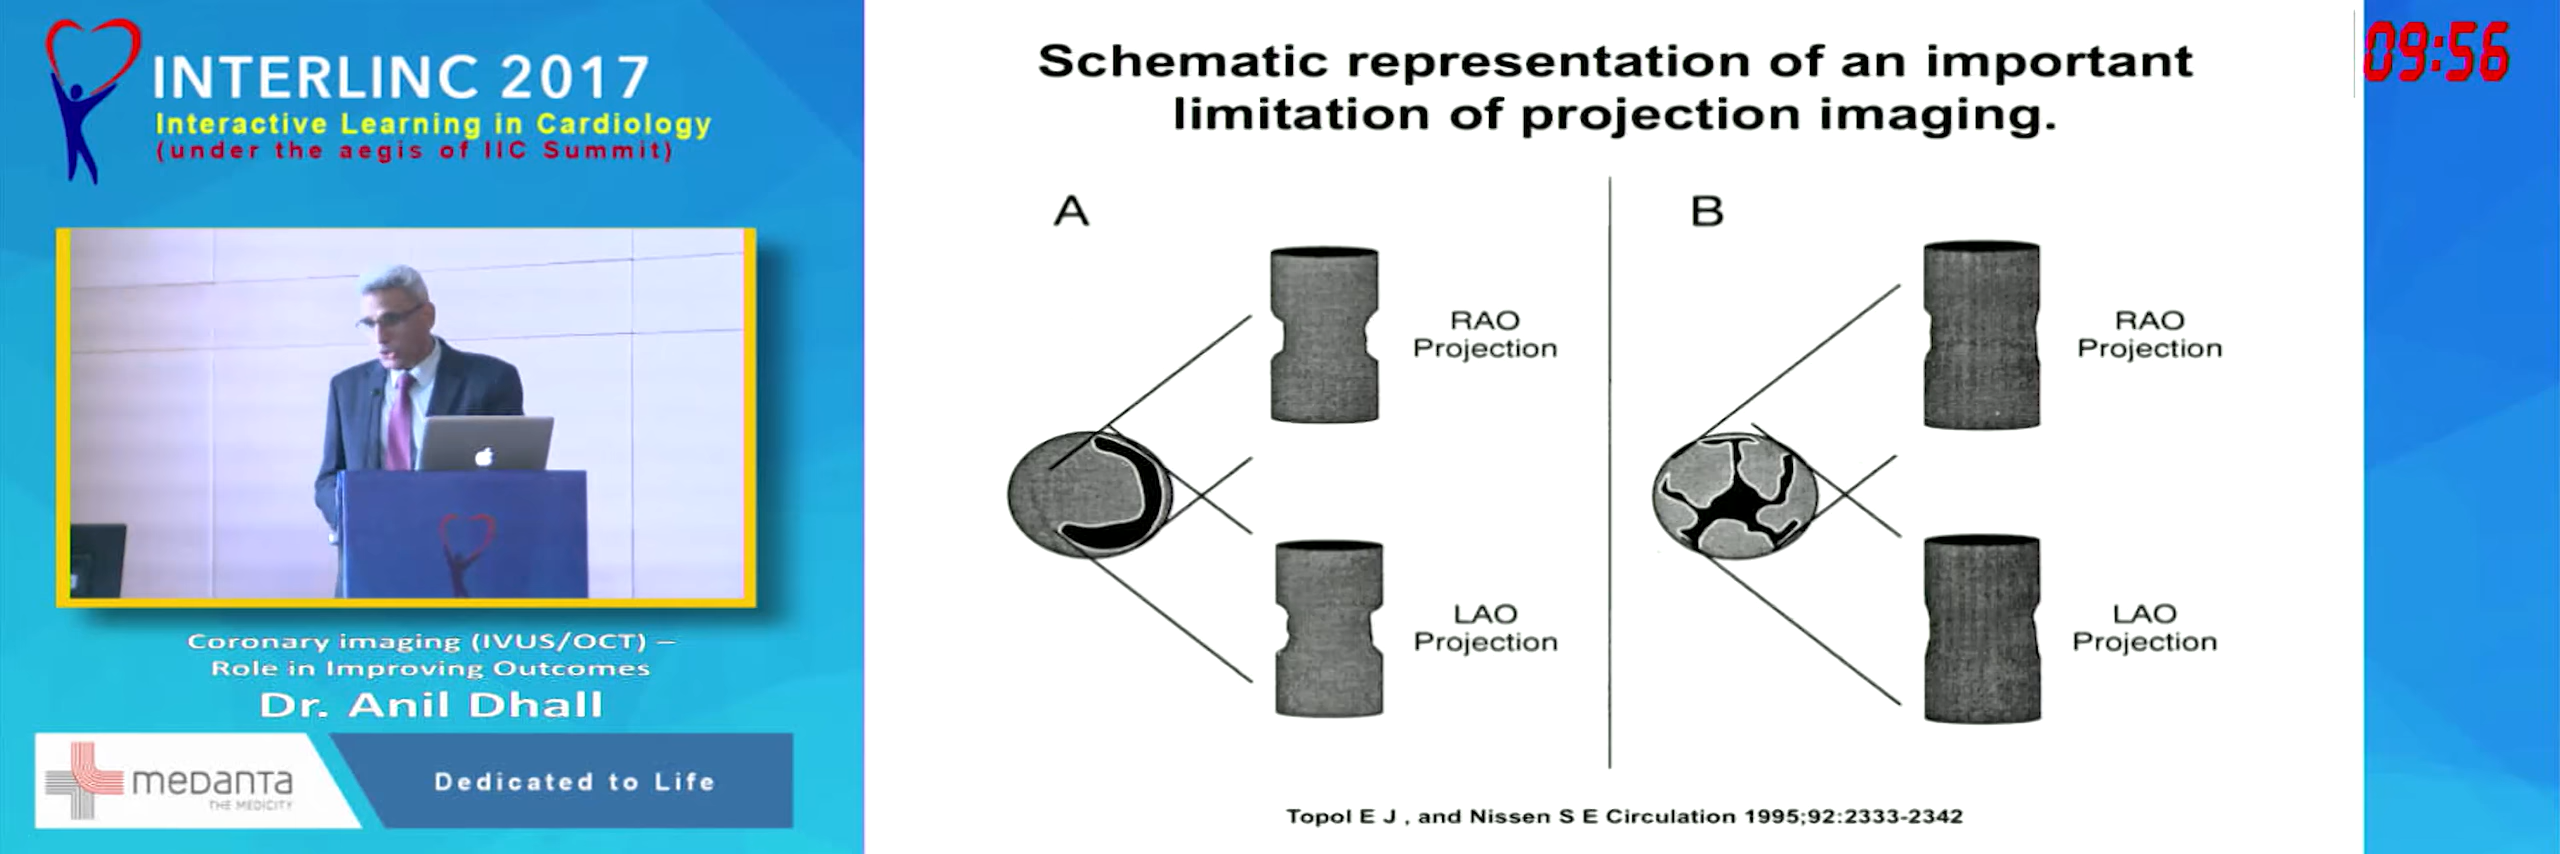 INTERLINC 2017
Interactive Learning in Cardiology
(under the aegis of IIC Summit)
Coronary imaging (IVUS/OCT) –
Role in Improving Outcomes
Dr. Anil Dhall
meDanTa
THE MEDICITY
Dedicated to Life
Schematic representation of an important
limitation of projection imaging.
A
RAO
Projection
LAO
Projection
B
RAO
Projection
LAO
Projection
Topol E J , and Nissen S E Circulation 1995;92:2333-2342
09:56